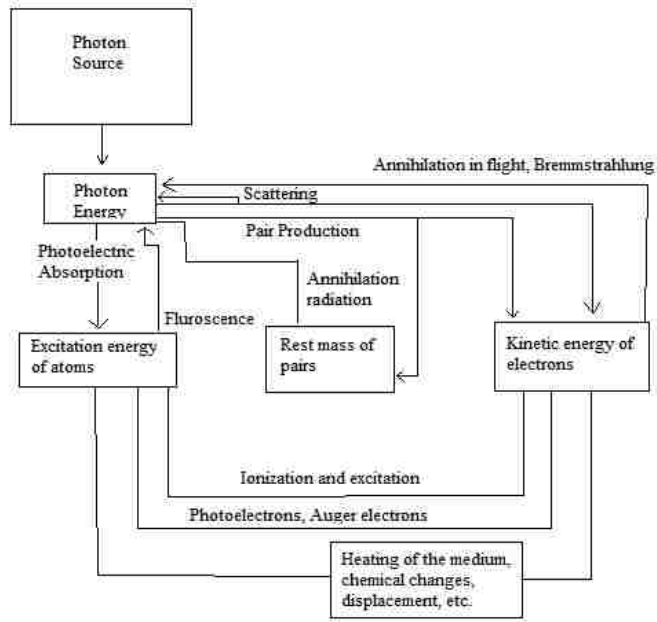 Photon
Source
Annihilation in flight, Bremmstrahlung
Photon
Energy
Scattering
Pair Production
Photoelectric
Absorption
Annihilation
radiation
Fluroscence
Excitation energy
of atoms
Rest mass of
pairs
Kinetic energy of
electrons
Ionization and excitation
Photoelectrons, Auger electrons
Heating of the medium,
chemical changes,
displacement, etc.